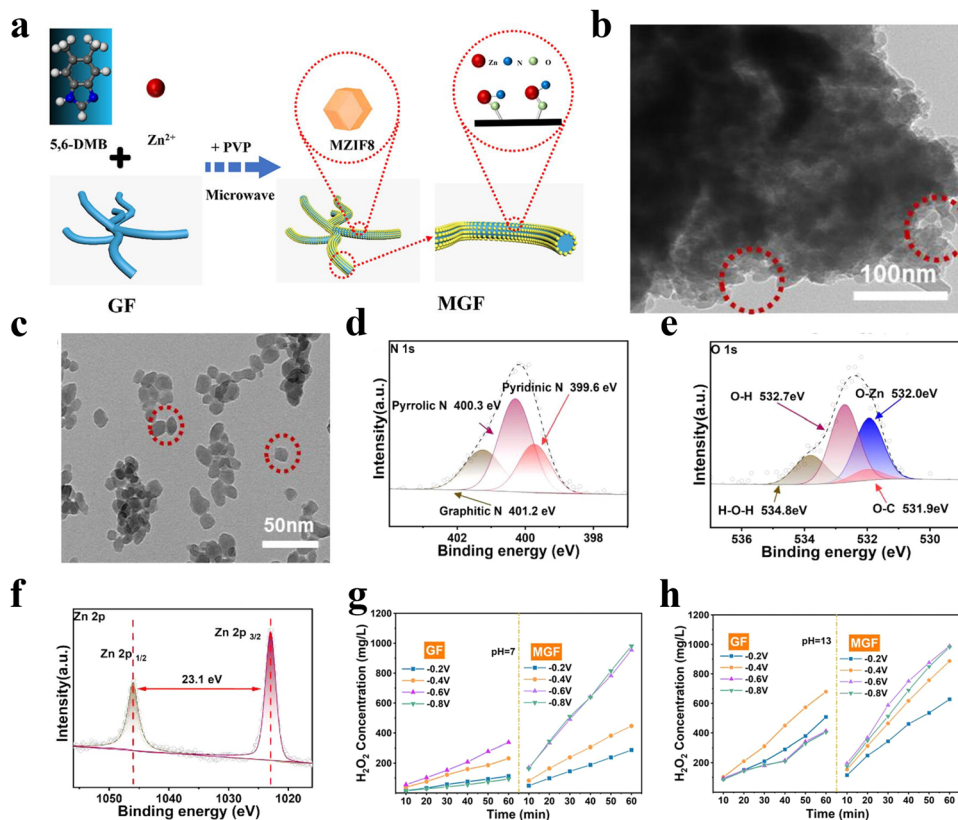 a
5,6-DMB
Zn²⁺
+
+ PVP
Microwave
GF
MZIF8
Zn N O
MGF
b
100nm
c
50nm
d
N 1s
Pyridinic N 399.6 eV
Pyrrolic N 400.3 eV
Graphitic N 401.2 eV
Intensity(a.u.)
402 400 398
Binding energy (eV)
e
O 1s
O-H 532.7eV
O-Zn 532.0eV
H-O-H 534.8eV
O-C 531.9eV
Intensity(a.u.)
536 534 532 530
Binding energy (eV)
f
Zn 2p
Zn 2p 1/2
Zn 2p 3/2
23.1 eV
Intensity(a.u.)
1050 1040 1030 1020
Binding energy (eV)
g
H₂O₂ Concentration (mg/L)
1200
1000
800
600
400
200
GF
-0.2V
-0.4V
-0.6V
-0.8V
pH=7
MGF
-0.2V
-0.4V
-0.6V
-0.8V
10 20 30 40 50 60 10 20 30 40 50 60
Time (min)
h
H₂O₂ Concentration (mg/L)
1200
1000
800
600
400
200
GF
-0.2V
-0.4V
-0.6V
-0.8V
pH=13
MGF
-0.2V
-0.4V
-0.6V
-0.8V
10 20 30 40 50 60 10 20 30 40 50 60
Time (min)